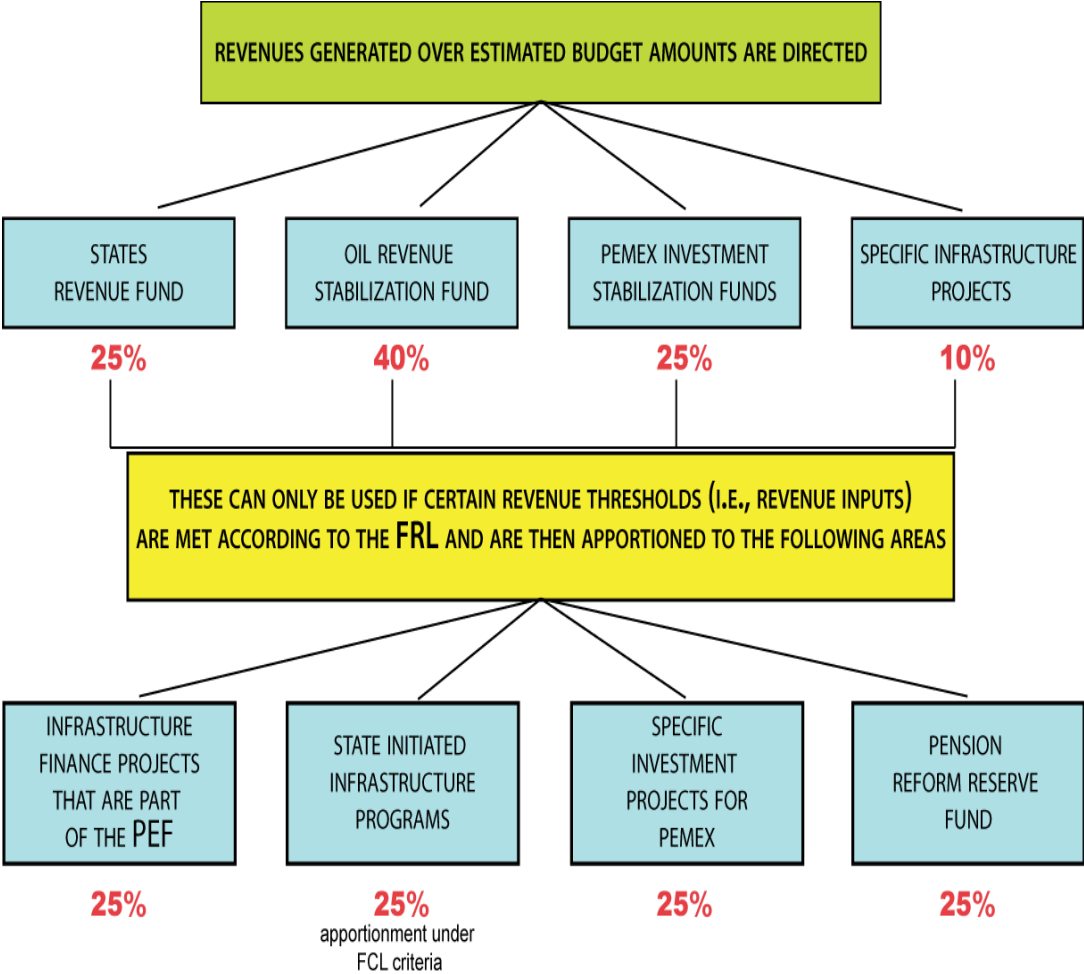 REVENUES GENERATED OVER ESTIMATED BUDGET AMOUNTS ARE DIRECTED
STATES
REVENUE FUND
25%
OIL REVENUE
STABILIZATION FUND
40%
PEMEX INVESTMENT
STABILIZATION FUNDS
25%
SPECIFIC INFRASTRUCTURE
PROJECTS
10%
THESE CAN ONLY BE USED IF CERTAIN REVENUE THRESHOLDS (I.E., REVENUE INPUTS)
ARE MET ACCORDING TO THE FRL AND ARE THEN APPORTIONED TO THE FOLLOWING AREAS
INFRASTRUCTURE
FINANCE PROJECTS
THAT ARE PART
OF THE PEF
25%
STATE INITIATED
INFRASTRUCTURE
PROGRAMS
25%
apportionment under
FCL criteria
SPECIFIC
INVESTMENT
PROJECTS FOR
PEMEX
25%
PENSION
REFORM RESERVE
FUND
25%